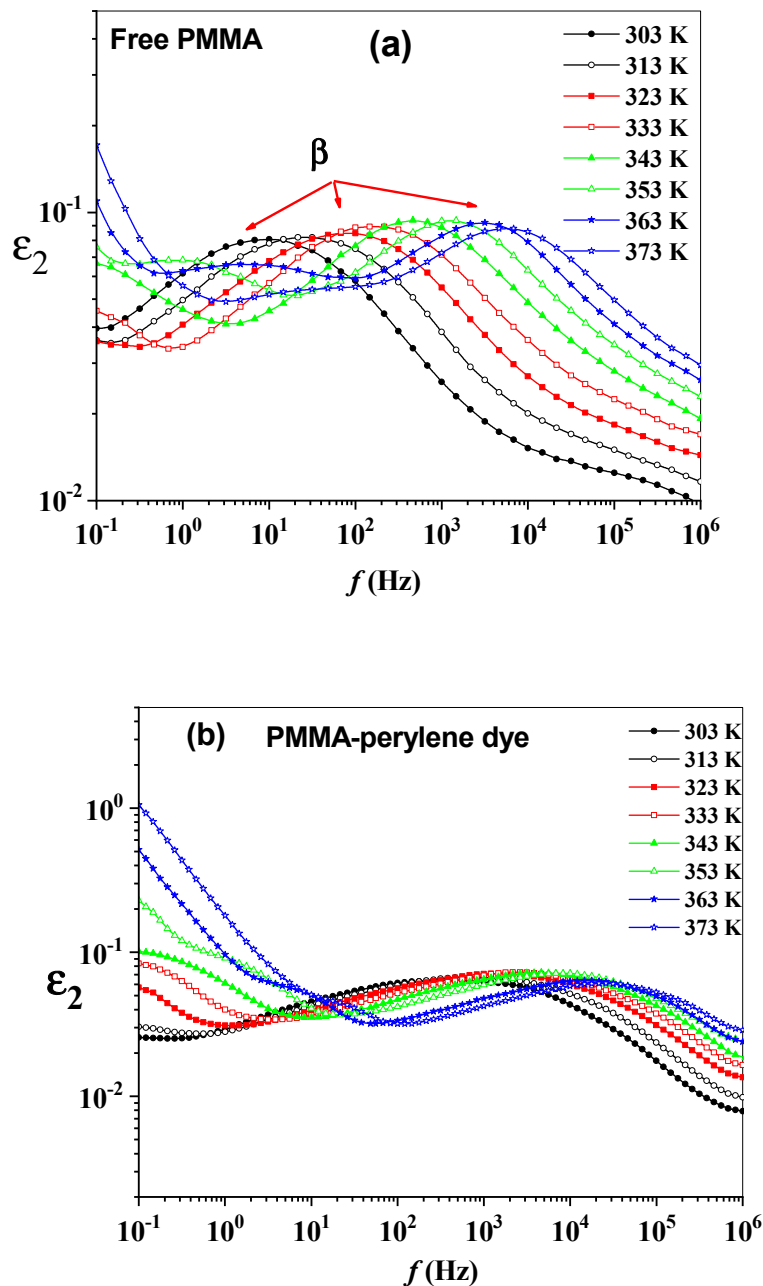 Free PMMA
(a)
303 K
313 K
323 K
333 K
343 K
353 K
363 K
373 K
β
ε₂
10⁻¹
10⁻²
10⁻¹ 10⁰ 10¹ 10² 10³ 10⁴ 10⁵ 10⁶
f (Hz)
(b) PMMA-perylene dye
303 K
313 K
323 K
333 K
343 K
353 K
363 K
373 K
ε₂
10⁰
10⁻¹
10⁻²
10⁻¹ 10⁰ 10¹ 10² 10³ 10⁴ 10⁵ 10⁶
f (Hz)